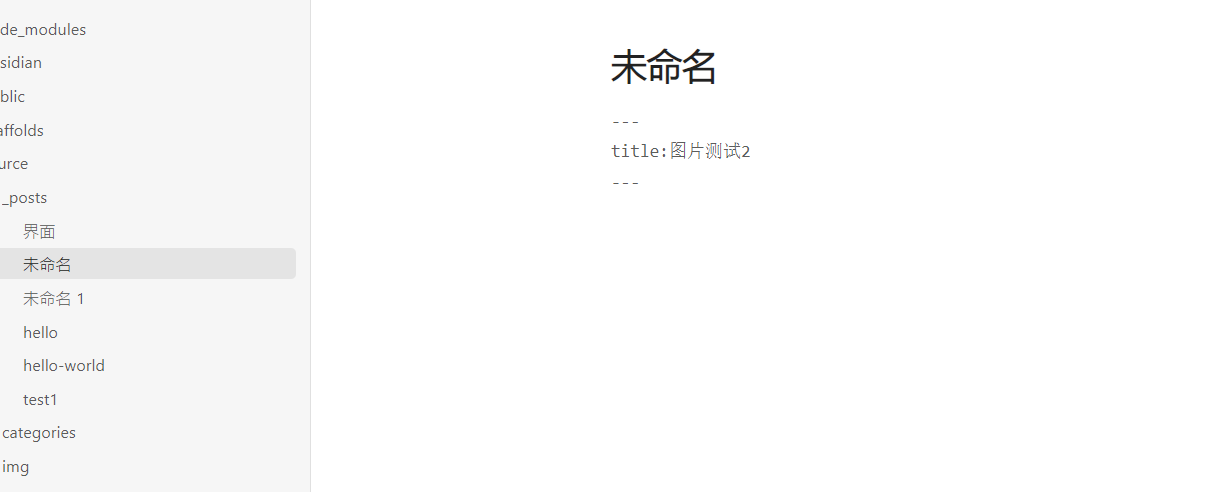 de_modules
sidian
blic
affolds
urce
_posts
界面
未命名
未命名 1
hello
hello-world
test1
categories
img
未命名
---
title:图片测试2
---